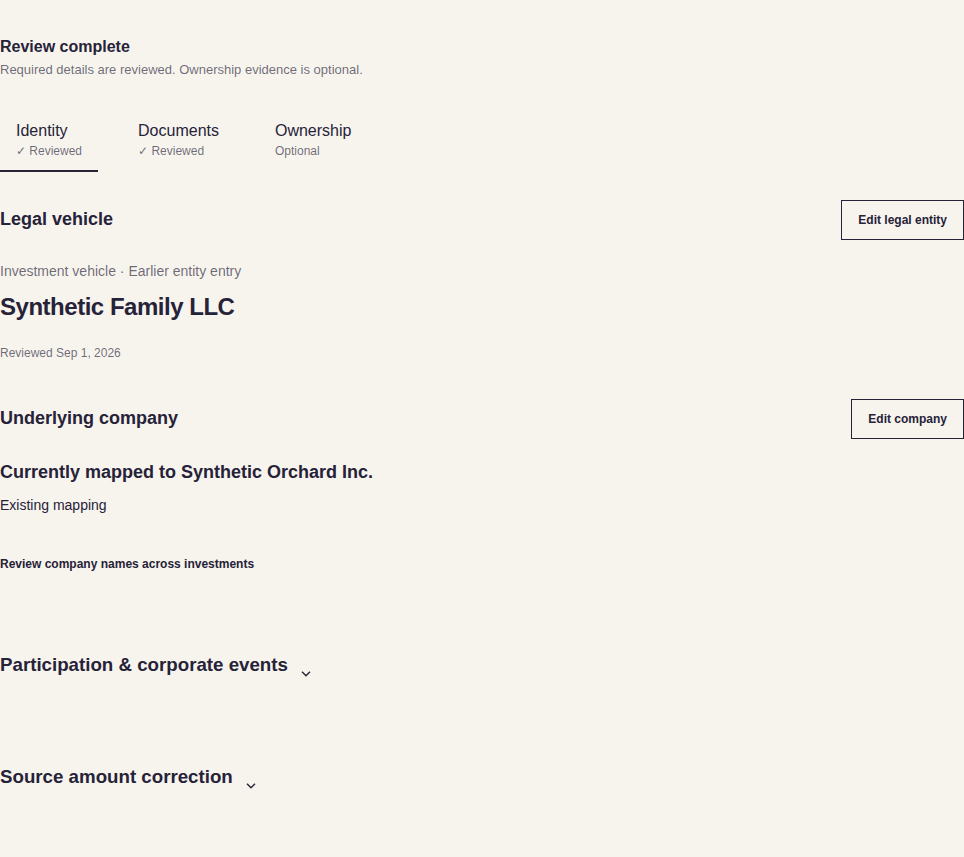 Review complete
Required details are reviewed. Ownership evidence is optional.
Identity
✓ Reviewed
Documents
✓ Reviewed
Ownership
Optional
Legal vehicle
Edit legal entity
Investment vehicle · Earlier entity entry
Synthetic Family LLC
Reviewed Sep 1, 2026
Underlying company
Edit company
Currently mapped to Synthetic Orchard Inc.
Existing mapping
Review company names across investments
Participation & corporate events
Source amount correction